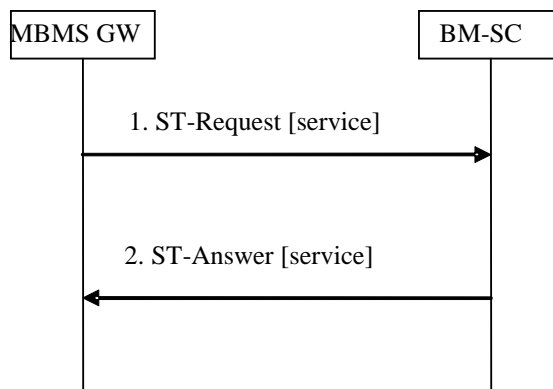 MBMS GW
BM-SC
1. ST-Request [service]
2. ST-Answer [service]